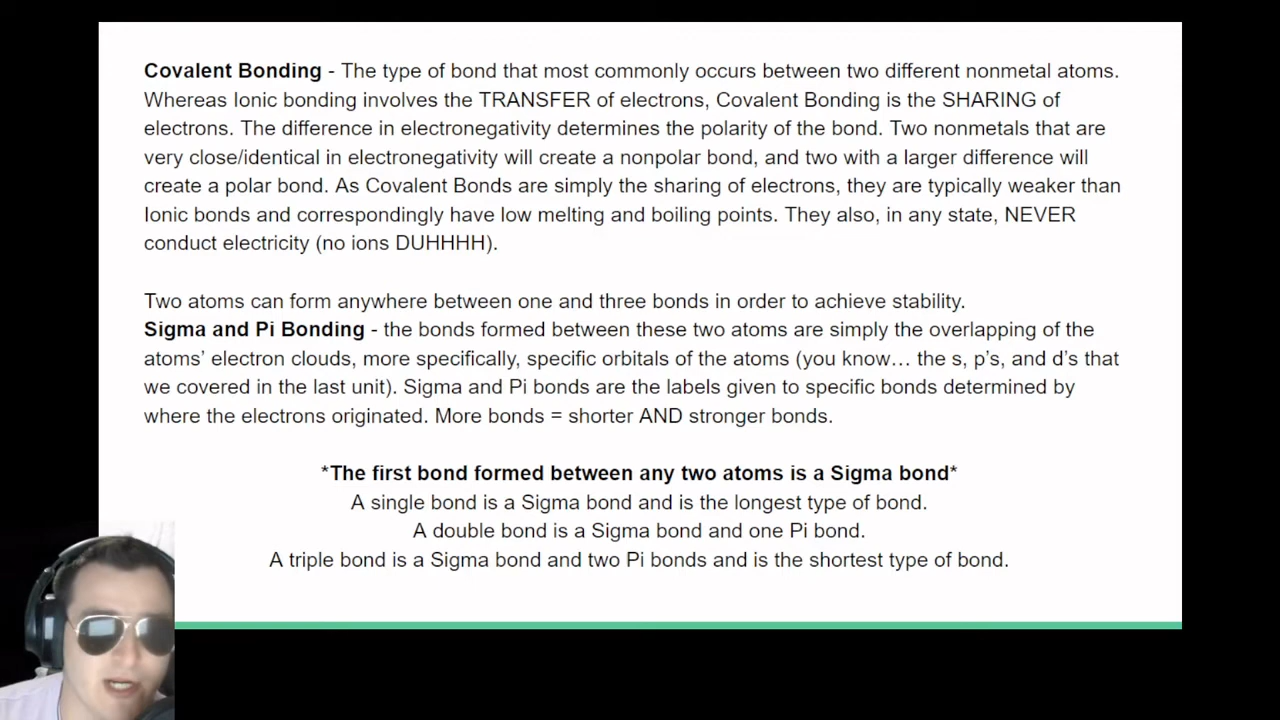 Covalent Bonding - The type of bond that most commonly occurs between two different nonmetal atoms.
Whereas Ionic bonding involves the TRANSFER of electrons, Covalent Bonding is the SHARING of
electrons. The difference in electronegativity determines the polarity of the bond. Two nonmetals that are
very close/identical in electronegativity will create a nonpolar bond, and two with a larger difference will
create a polar bond. As Covalent Bonds are simply the sharing of electrons, they are typically weaker than
Ionic bonds and correspondingly have low melting and boiling points. They also, in any state, NEVER
conduct electricity (no ions DUHHHH).
Two atoms can form anywhere between one and three bonds in order to achieve stability.
Sigma and Pi Bonding - the bonds formed between these two atoms are simply the overlapping of the
atoms' electron clouds, more specifically, specific orbitals of the atoms (you know… the s, p's, and d's that
we covered in the last unit). Sigma and Pi bonds are the labels given to specific bonds determined by
where the electrons originated. More bonds = shorter AND stronger bonds.
*The first bond formed between any two atoms is a Sigma bond*
A single bond is a Sigma bond and is the longest type of bond.
A double bond is a Sigma bond and one Pi bond.
A triple bond is a Sigma bond and two Pi bonds and is the shortest type of bond.